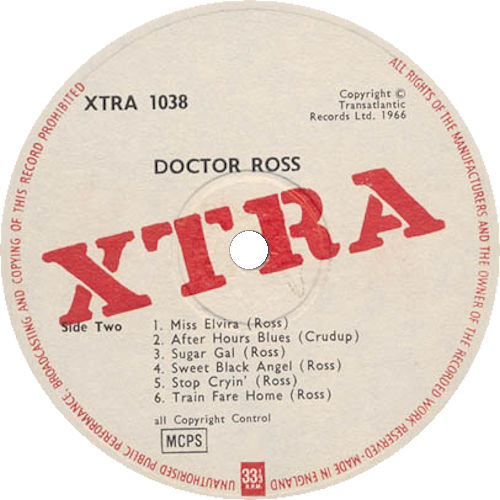 XTRA 1038
Copyright ©
Transatlantic
Records Ltd. 1966
DOCTOR ROSS
XTRA
Side Two
1. Miss Elvira (Ross)
2. After Hours Blues (Crudup)
3. Sugar Gal (Ross)
4. Sweet Black Angel (Ross)
5. Stop Cryin' (Ross)
6. Train Fare Home (Ross)
all Copyright Control
MCPS
33⅓
R.P.M.
ALL RIGHTS OF THE MANUFACTURERS AND THE OWNER OF THE RECORDED WORK RESERVED-MADE IN ENGLAND
UNAUTHORISED PUBLIC PERFORMANCE, BROADCASTING AND COPYING OF THIS RECORD PROHIBITED